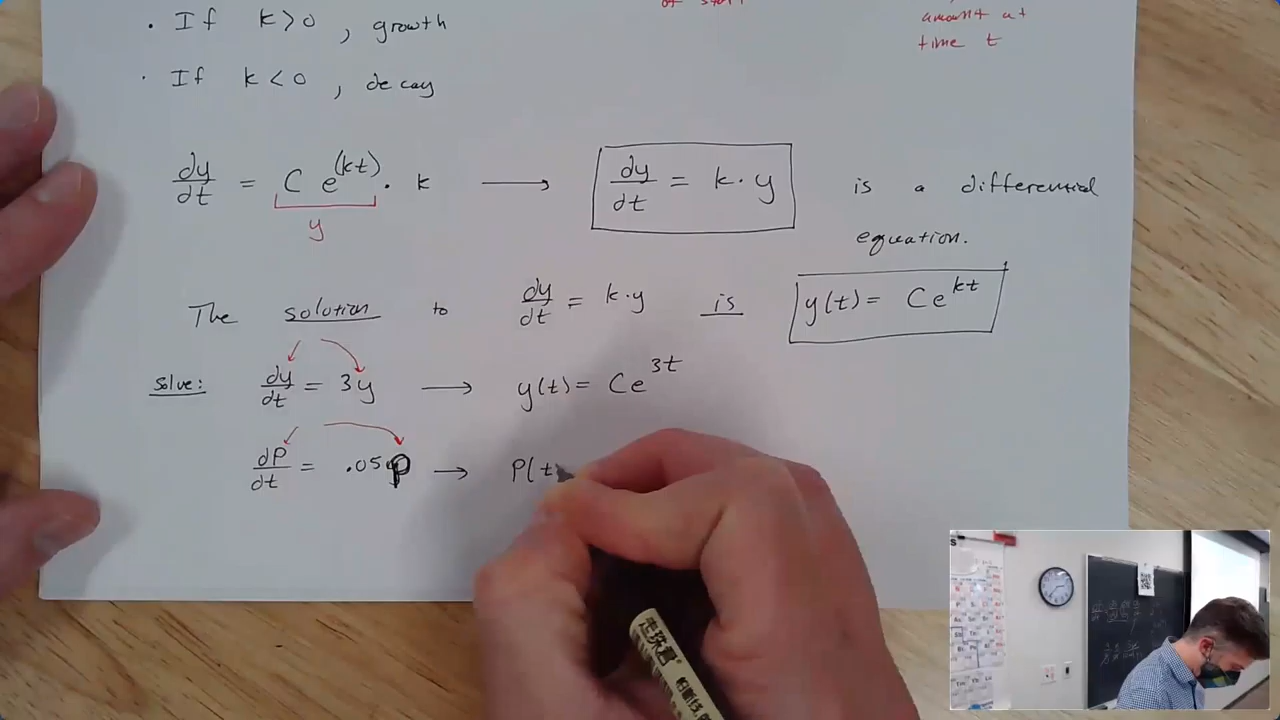 · If k>0 , growth
amount at
· If k<0 , decay
time t
dy/dt = C e^(kt) · k ⟶ dy/dt = k·y is a differential
y
equation.
The solution to dy/dt = k·y is y(t) = Ce^kt
solve: dy/dt = 3y ⟶ y(t) = Ce^3t
dP/dt = .05P ⟶ P(t